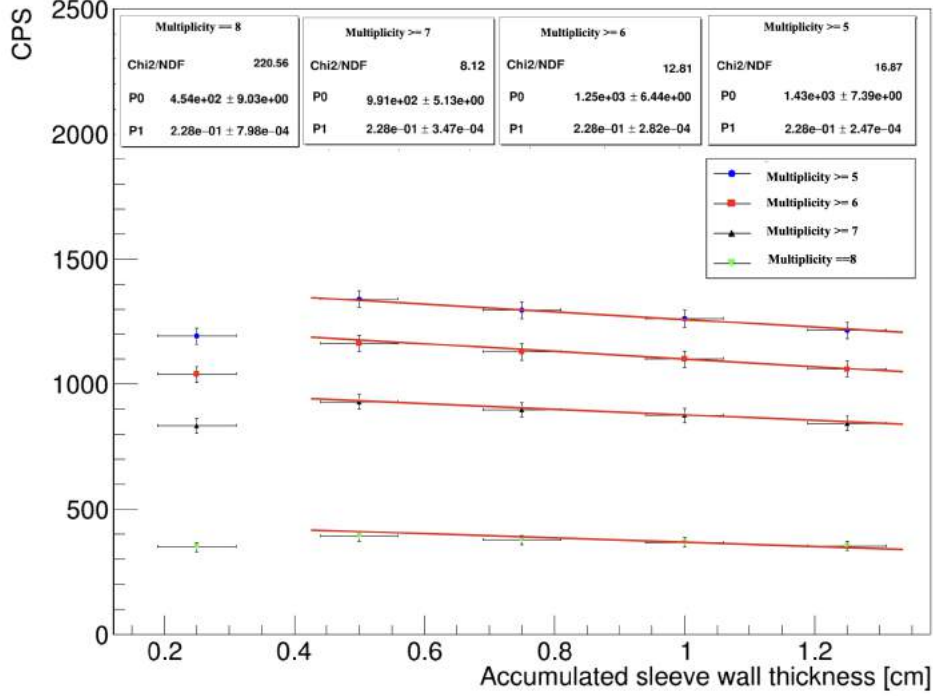 CPS
2500
2000
1500
1000
500
0
Multiplicity == 8
Chi2/NDF 220.56
P0 4.54e+02 ± 9.03e+00
P1 2.28e−01 ± 7.98e−04
Multiplicity >= 7
Chi2/NDF 8.12
P0 9.91e+02 ± 5.13e+00
P1 2.28e−01 ± 3.47e−04
Multiplicity >= 6
Chi2/NDF 12.81
P0 1.25e+03 ± 6.44e+00
P1 2.28e−01 ± 2.82e−04
Multiplicity >= 5
Chi2/NDF 16.87
P0 1.43e+03 ± 7.39e+00
P1 2.28e−01 ± 2.47e−04
Multiplicity >= 5
Multiplicity >= 6
Multiplicity >= 7
Multiplicity ==8
0.2 0.4 0.6 0.8 1 1.2
Accumulated sleeve wall thickness [cm]